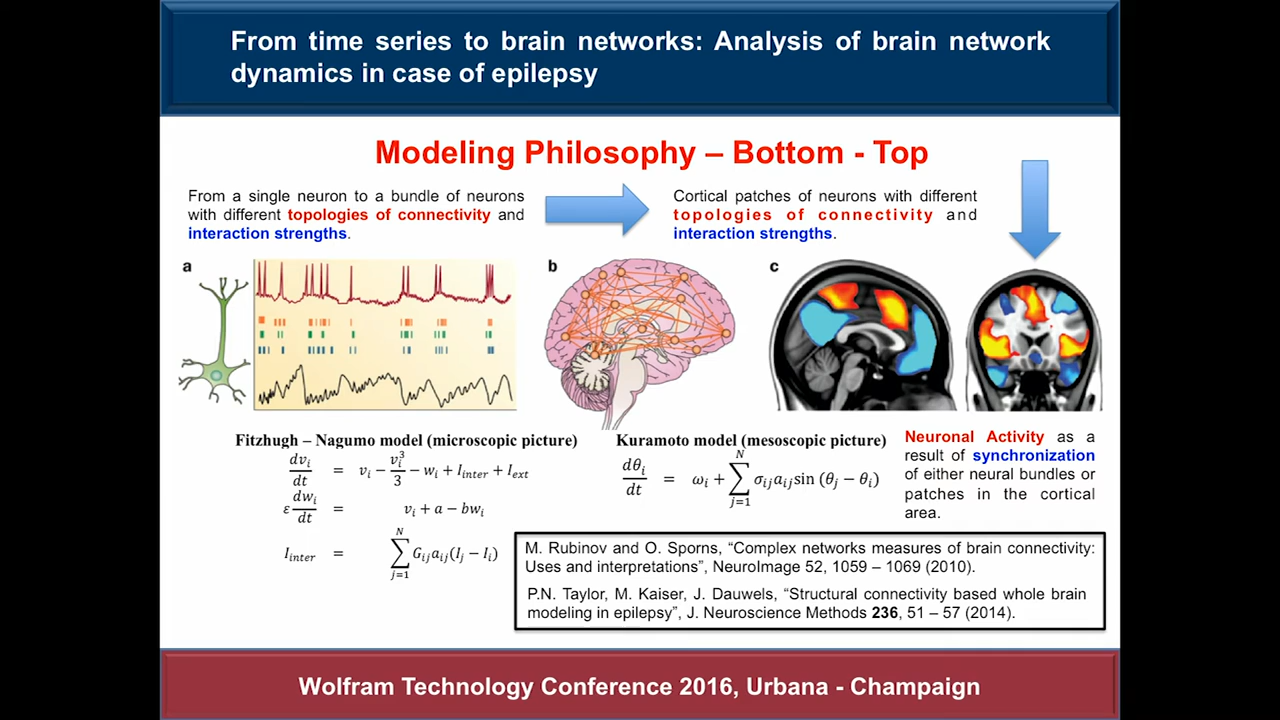 From time series to brain networks: Analysis of brain network
dynamics in case of epilepsy
Modeling Philosophy – Bottom - Top
From a single neuron to a bundle of neurons
with different topologies of connectivity and
interaction strengths.
Cortical patches of neurons with different
topologies of connectivity and
interaction strengths.
a
b
c
Fitzhugh – Nagumo model (microscopic picture)
dv_i/dt = v_i - v_i^3/3 - w_i + I_inter + I_ext
ε dw_i/dt = v_i + a - bw_i
I_inter = ∑_{j=1}^{N} G_ij a_ij (I_j - I_i)
Kuramoto model (mesoscopic picture)
dθ_i/dt = ω_i + ∑_{j=1}^{N} σ_ij a_ij sin (θ_j - θ_i)
Neuronal Activity as a
result of synchronization
of either neural bundles or
patches in the cortical
area.
M. Rubinov and O. Sporns, “Complex networks measures of brain connectivity:
Uses and interpretations”, NeuroImage 52, 1059 – 1069 (2010).
P.N. Taylor, M. Kaiser, J. Dauwels, “Structural connectivity based whole brain
modeling in epilepsy”, J. Neuroscience Methods 236, 51 – 57 (2014).
Wolfram Technology Conference 2016, Urbana - Champaign